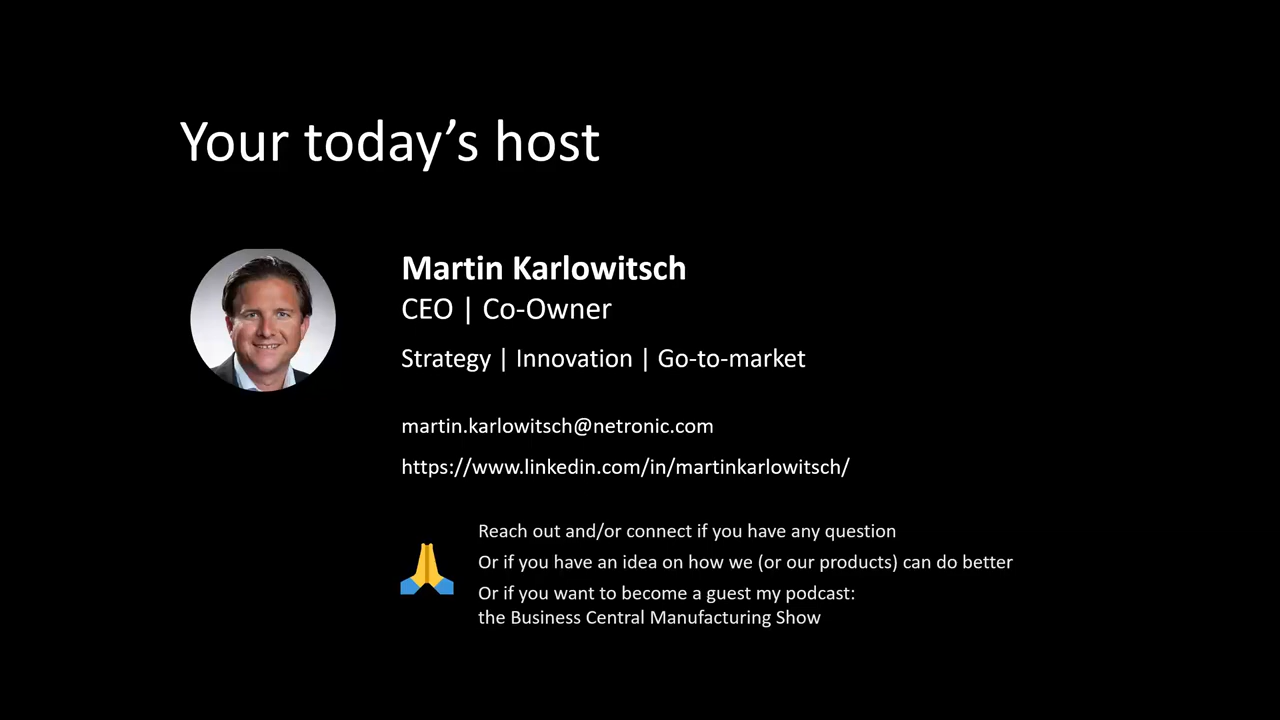 Your today’s host
Martin Karlowitsch
CEO | Co-Owner
Strategy | Innovation | Go-to-market
martin.karlowitsch@netronic.com
https://www.linkedin.com/in/martinkarlowitsch/
Reach out and/or connect if you have any question
Or if you have an idea on how we (or our products) can do better
Or if you want to become a guest my podcast:
the Business Central Manufacturing Show